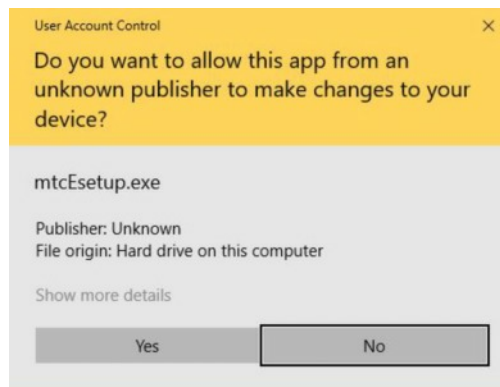 User Account Control
Do you want to allow this app from an
unknown publisher to make changes to your
device?
mtcEsetup.exe
Publisher: Unknown
File origin: Hard drive on this computer
Show more details
Yes
No